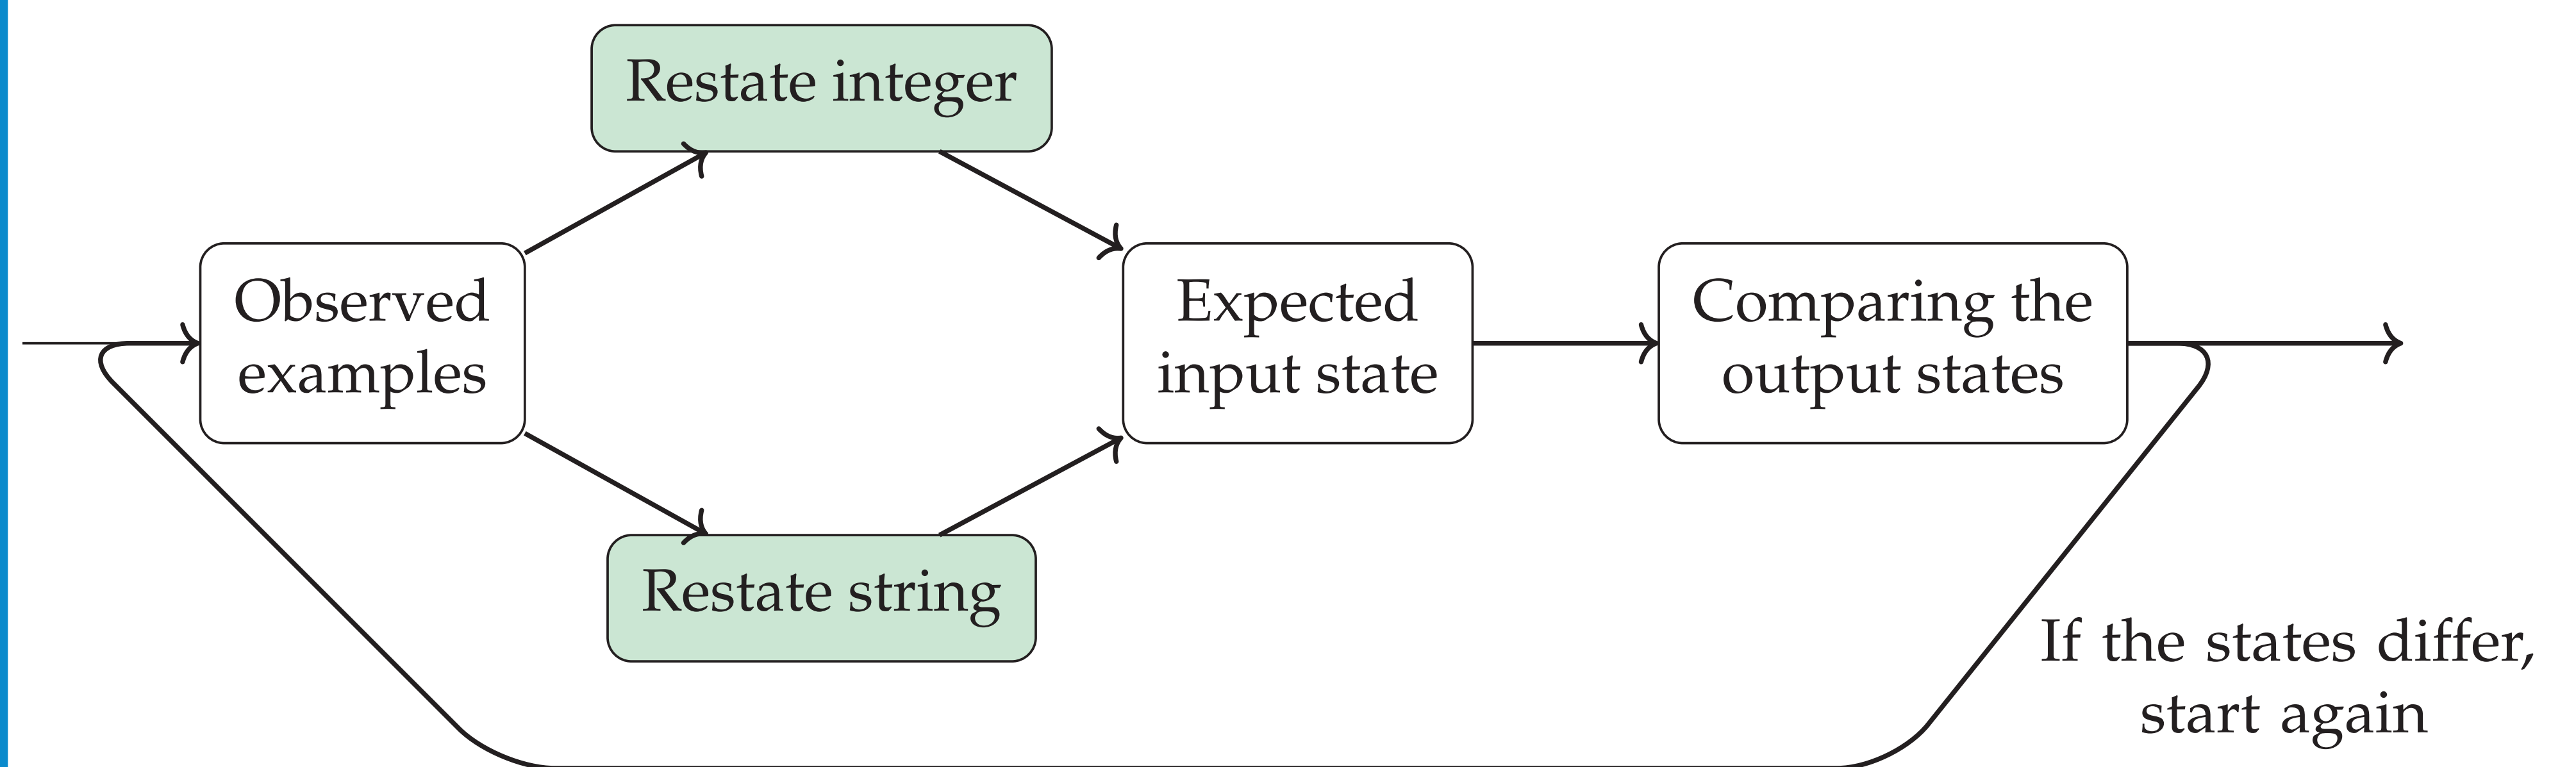 Restate integer
Observed
examples
Expected
input state
Comparing the
output states
Restate string
If the states differ,
start again